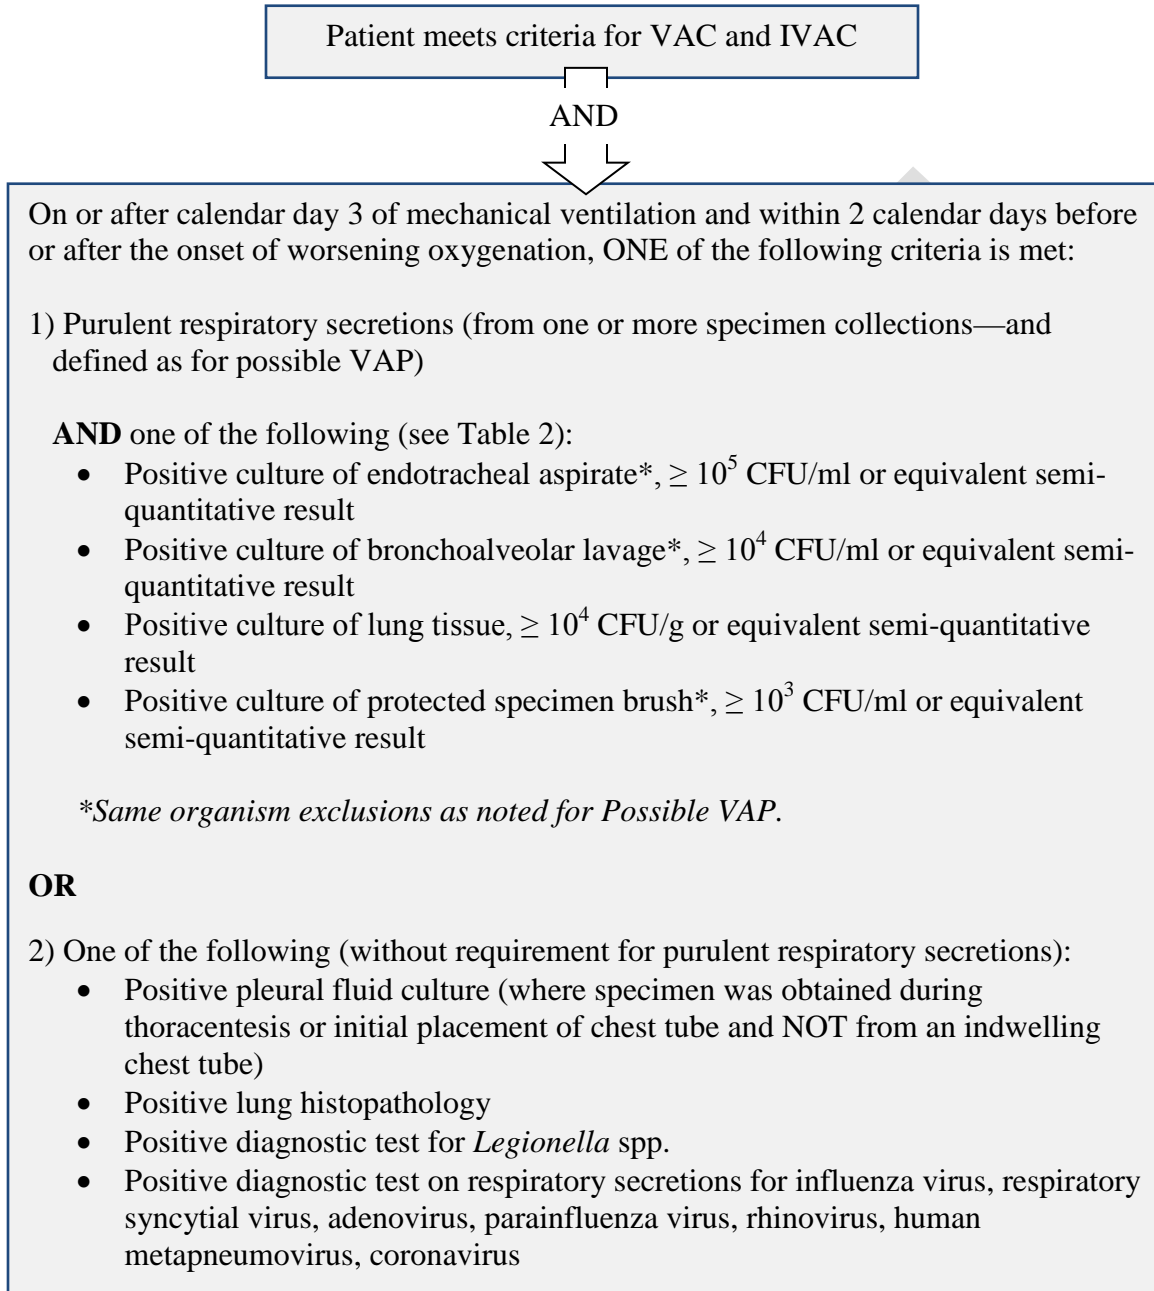 Patient meets criteria for VAC and IVAC
AND
On or after calendar day 3 of mechanical ventilation and within 2 calendar days before
or after the onset of worsening oxygenation, ONE of the following criteria is met:
1) Purulent respiratory secretions (from one or more specimen collections—and
defined as for possible VAP)
AND one of the following (see Table 2):
• Positive culture of endotracheal aspirate*, ≥ 10⁵ CFU/ml or equivalent semi-
quantitative result
• Positive culture of bronchoalveolar lavage*, ≥ 10⁴ CFU/ml or equivalent semi-
quantitative result
• Positive culture of lung tissue, ≥ 10⁴ CFU/g or equivalent semi-quantitative
result
• Positive culture of protected specimen brush*, ≥ 10³ CFU/ml or equivalent
semi-quantitative result
*Same organism exclusions as noted for Possible VAP.
OR
2) One of the following (without requirement for purulent respiratory secretions):
• Positive pleural fluid culture (where specimen was obtained during
thoracentesis or initial placement of chest tube and NOT from an indwelling
chest tube)
• Positive lung histopathology
• Positive diagnostic test for Legionella spp.
• Positive diagnostic test on respiratory secretions for influenza virus, respiratory
syncytial virus, adenovirus, parainfluenza virus, rhinovirus, human
metapneumovirus, coronavirus